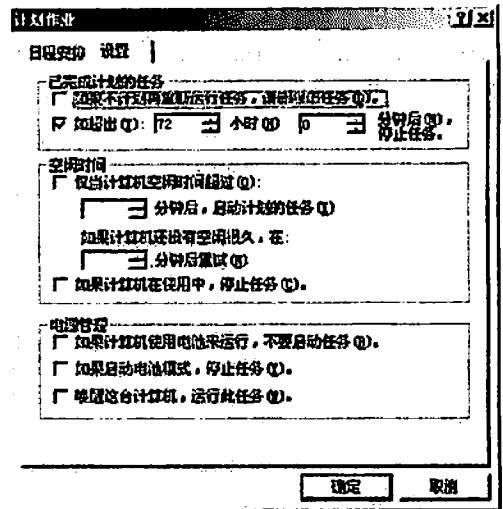 计划作业
日程安排 设置
已完成计划的任务
如果不计划再重新运行任务，请删除此任务(D)。
如超出(T): 72 小时(R) 0 分钟后(N)，停止任务。
空闲时间
仅当计算机空闲时间超过(O):
分钟后，启动计划的任务(I)
如果计算机还没有空闲很久，在:
分钟后重试(R)
如果计算机在使用中，停止任务(C)。
电源管理
如果计算机使用电池来运行，不要启动任务(B)。
如果启动电池模式，停止任务(Y)。
唤醒这台计算机，运行此任务(W)。
确定 取消